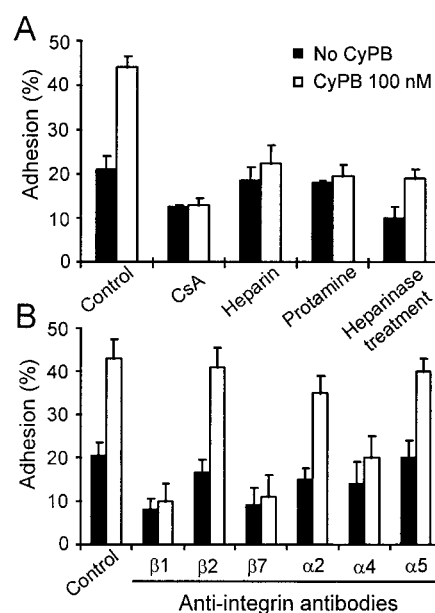 A
No CyPB
CyPB 100 nM
Adhesion (%)
50
40
30
20
10
0
Control
CsA
Heparin
Protamine
Heparinase
treatment
B
Adhesion (%)
50
40
30
20
10
0
Control
β1 β2 β7 α2 α4 α5
Anti-integrin antibodies